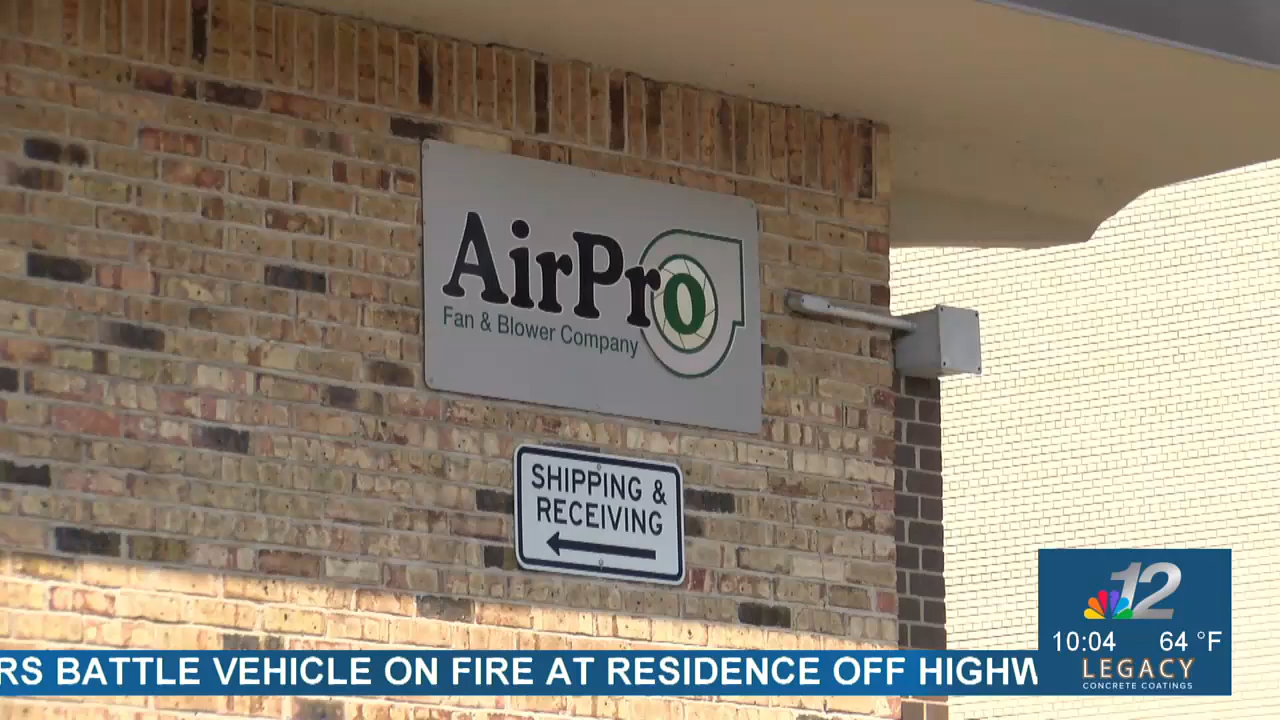 AirPro
Fan & Blower Company
SHIPPING &
RECEIVING
12
10:04 64 °F
LEGACY
CONCRETE COATINGS
RS BATTLE VEHICLE ON FIRE AT RESIDENCE OFF